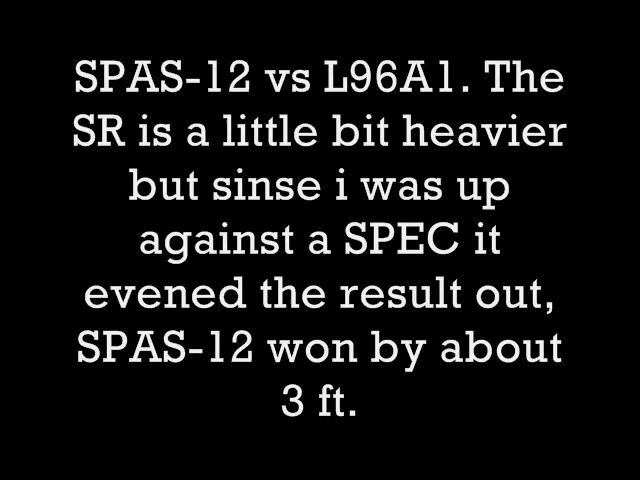 SPAS-12 vs L96A1. The
SR is a little bit heavier
but sinse i was up
against a SPEC it
evened the result out,
SPAS-12 won by about
3 ft.